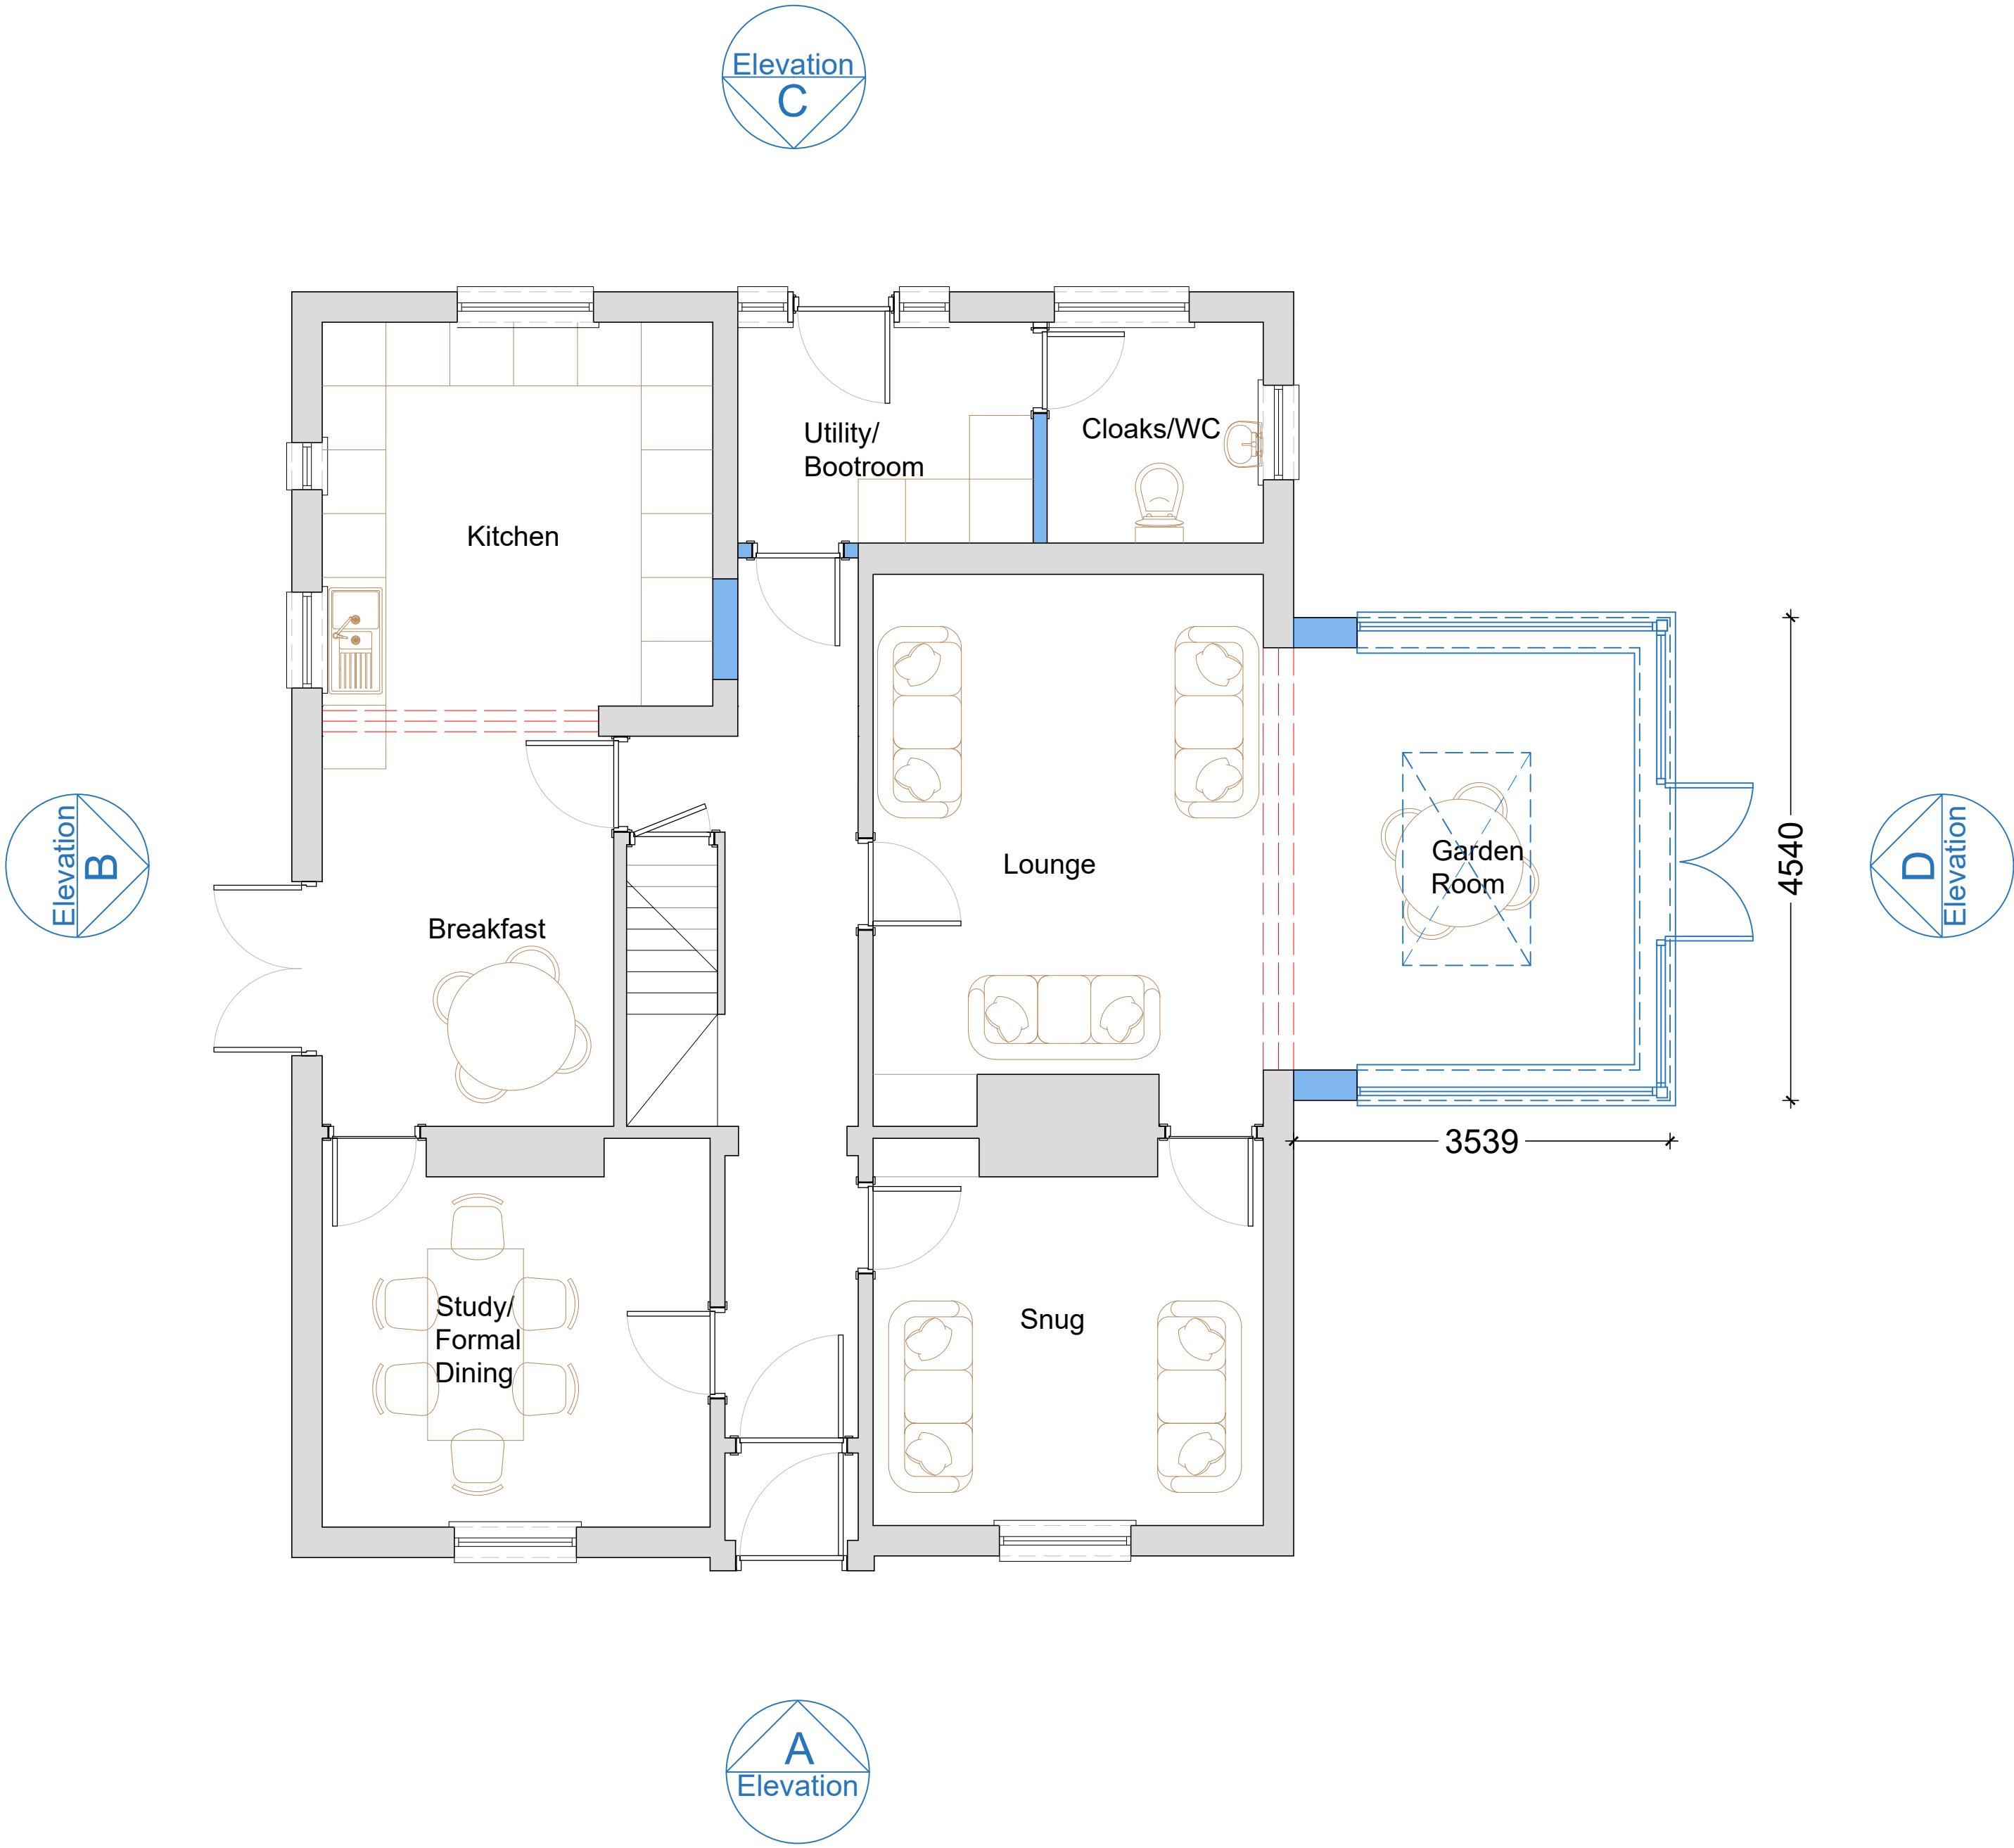 Elevation
C
Utility/
Bootroom
Cloaks/WC
Kitchen
Elevation
B
Breakfast
Lounge
Garden
Room
4540
D
Elevation
3539
Study/
Formal
Dining
Snug
A
Elevation